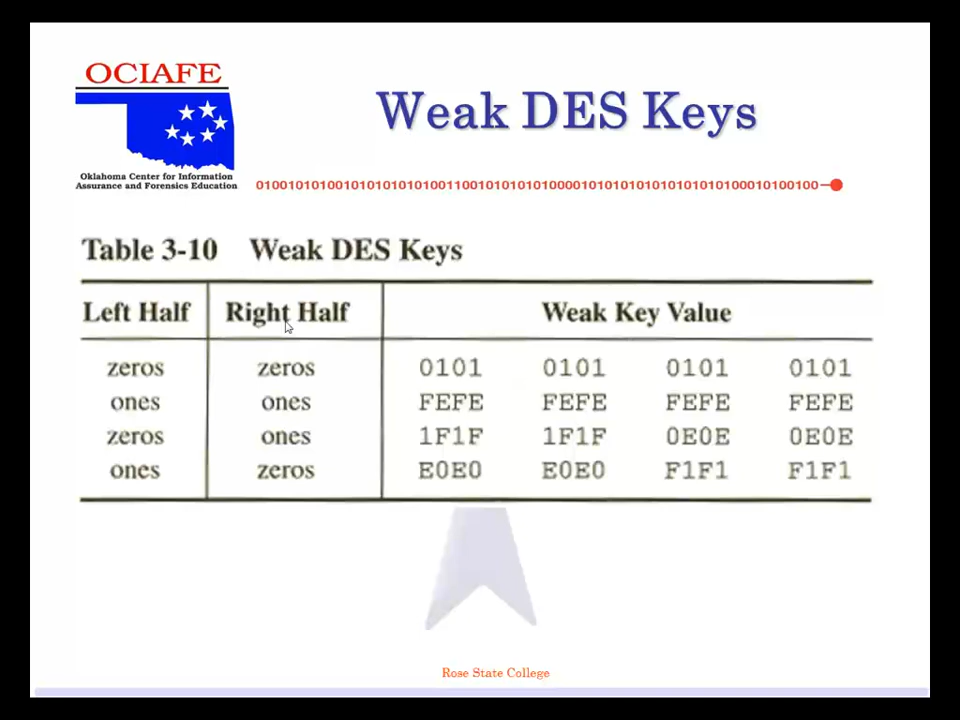 OCIAFE
Oklahoma Center for Information
Assurance and Forensics Education
Weak DES Keys
01001010100101010101010100110010101010101000010101010101010101010100010100100
Table 3-10 Weak DES Keys
Left Half Right Half Weak Key Value
zeros zeros 0101 0101 0101 0101
ones ones FEFE FEFE FEFE FEFE
zeros ones 1F1F 1F1F 0E0E 0E0E
ones zeros E0E0 E0E0 F1F1 F1F1
Rose State College